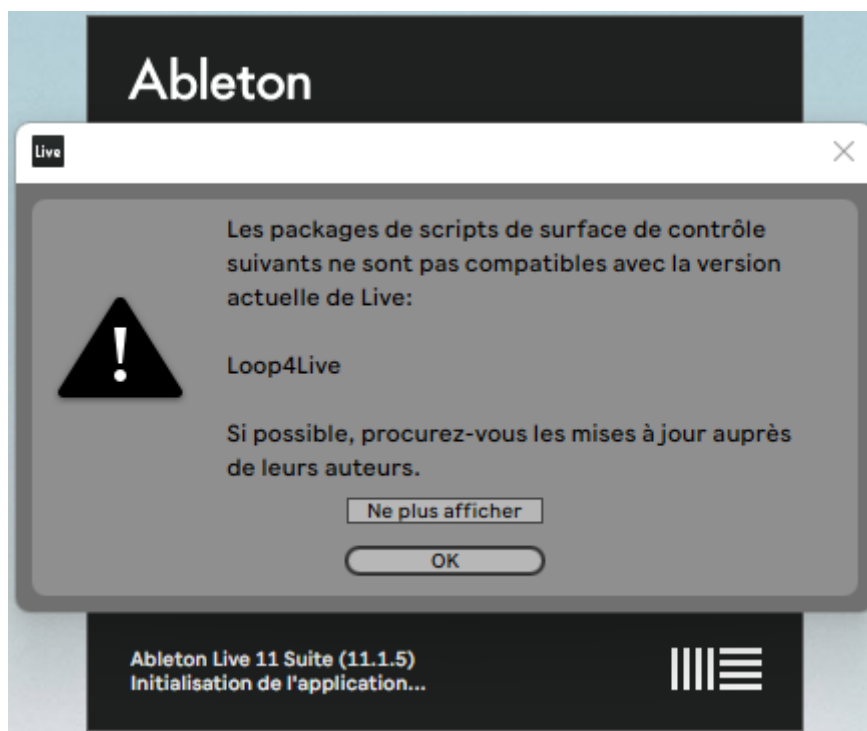 Ableton
Live
Les packages de scripts de surface de contrôle
suivants ne sont pas compatibles avec la version
actuelle de Live:
Loop4Live
Si possible, procurez-vous les mises à jour auprès
de leurs auteurs.
Ne plus afficher
OK
Ableton Live 11 Suite (11.1.5)
Initialisation de l'application...